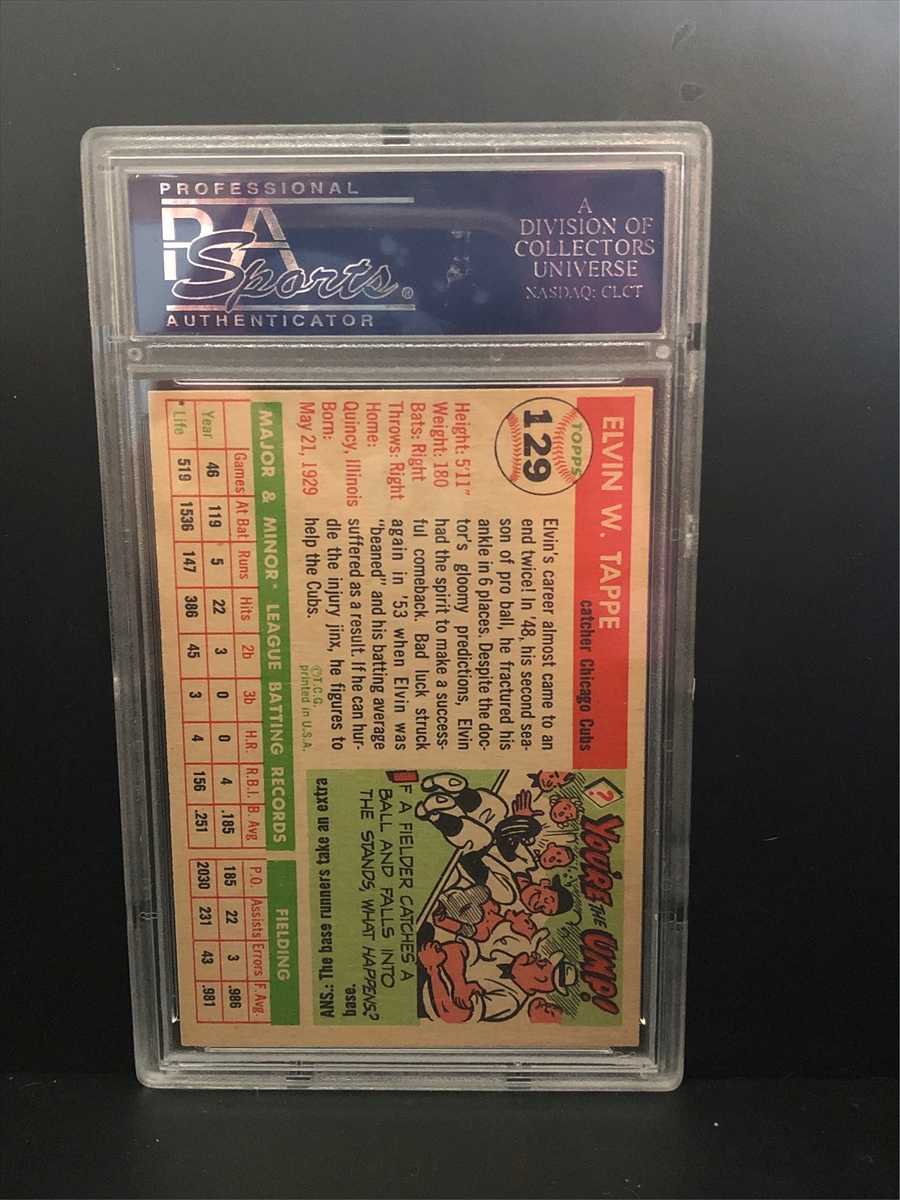 PROFESSIONAL
PSA
Sports®
AUTHENTICATOR
A
DIVISION OF
COLLECTORS
UNIVERSE
NASDAQ: CLCT
TOPPS
129
ELVIN W. TAPPE
catcher Chicago Cubs
Height: 5'11"
Weight: 180
Bats: Right
Throws: Right
Home:
Quincy, Illinois
Born:
May 21, 1929
Elvin's career almost came to an
end twice! In '48, his second sea-
son of pro ball, he fractured his
ankle in 6 places. Despite the doc-
tor's gloomy predictions, Elvin
had the spirit to make a success-
ful comeback. Bad luck struck
again in '53 when Elvin was
"beaned" and his batting average
suffered as a result. If he can hur-
dle the injury jinx, he figures to
help the Cubs.
©T.C.G.
printed in U.S.A.
?
YOU'RE THE UMP!
IF A FIELDER CATCHES A
BALL AND FALLS INTO
THE STANDS, WHAT HAPPENS?
ANS.: The base runners take an extra
base.
MAJOR & MINOR* LEAGUE BATTING RECORDS FIELDING
Games At Bat Runs Hits 2b 3b H.R. R.B.I. B. Avg P.O. Assists Errors F. Avg.
Year 46 119 5 22 3 0 0 4 .185 185 22 3 .986
* Life 519 1536 147 386 45 3 4 156 .251 2030 231 43 .981